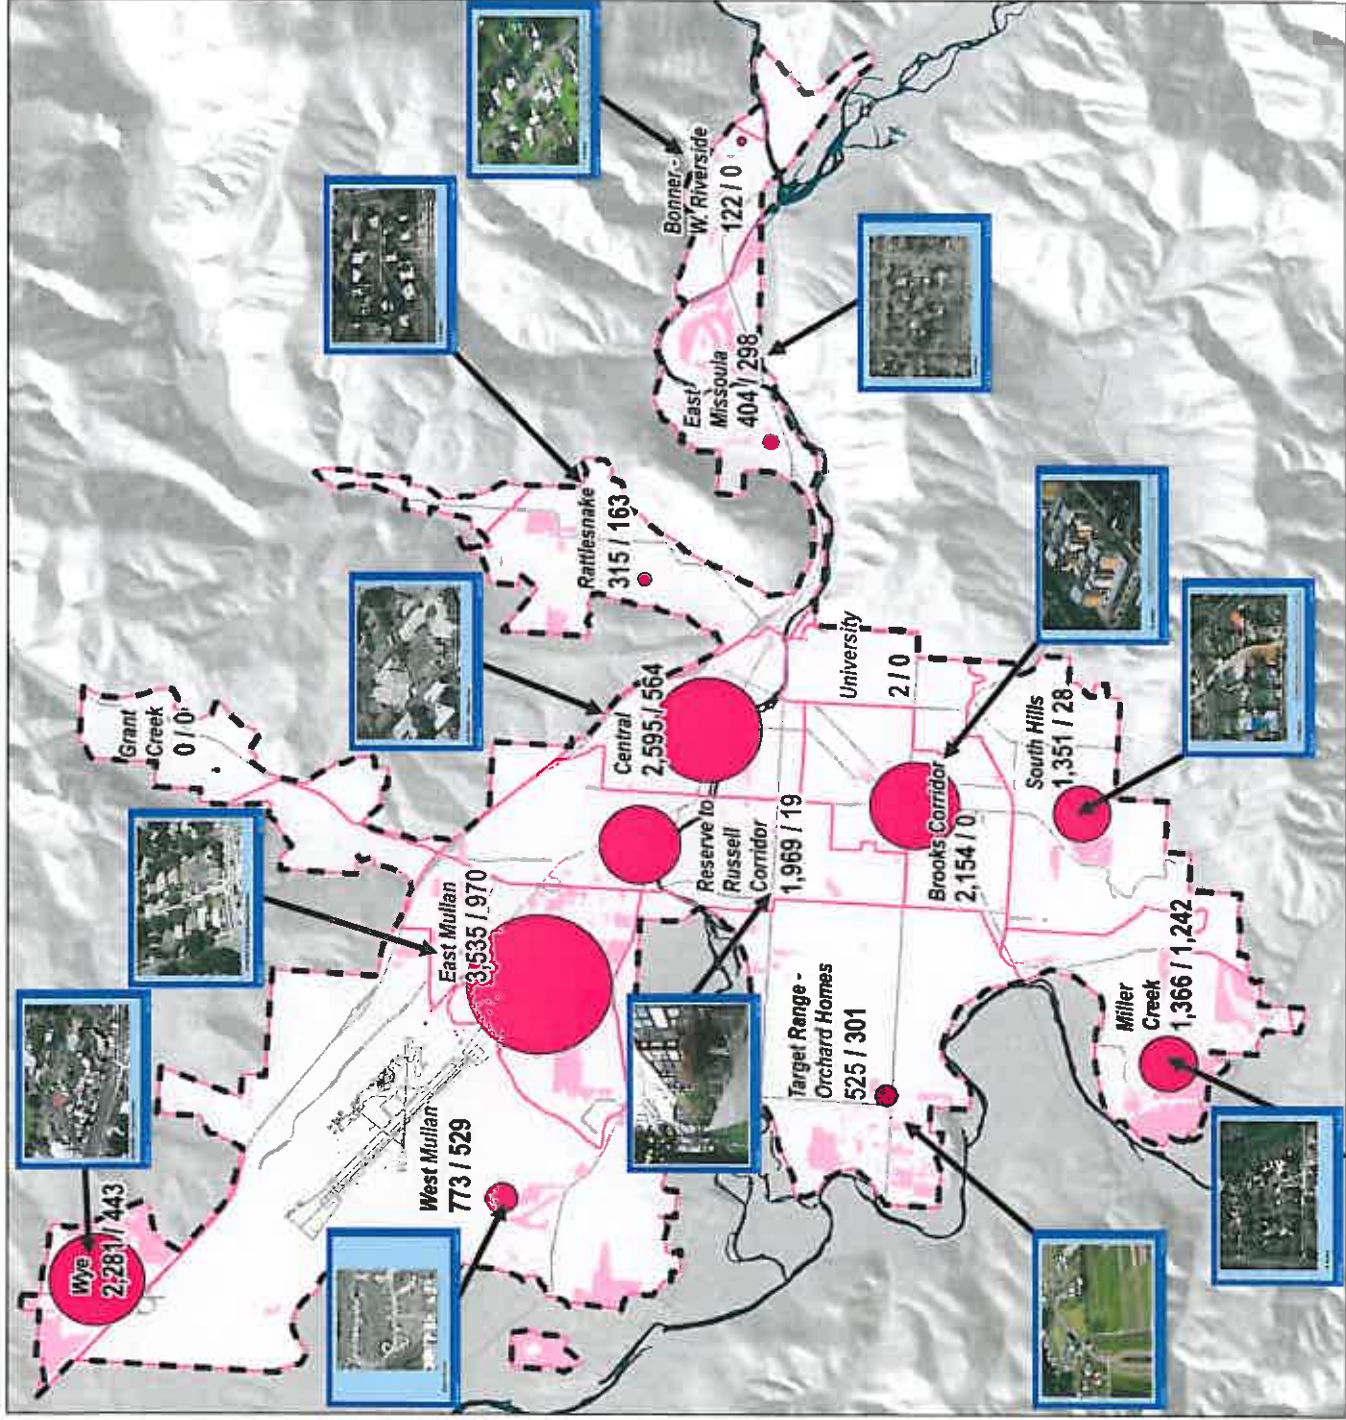 Wye
2,281 / 443
Grant
Creek
0 / 0
East Mullan
3,535 / 970
West Mullan
773 / 529
Central
2,595 / 564
Rattlesnake
315 / 163
Bonner -
W. Riverside
122 / 0
East
Missoula
404 / 298
Reserve to
Russell
Corridor
1,969 / 19
University
2 / 0
Brooks Corridor
2,154 / 0
South Hills
1,351 / 28
Target Range -
Orchard Homes
525 / 301
Miller
Creek
1,366 / 1,242